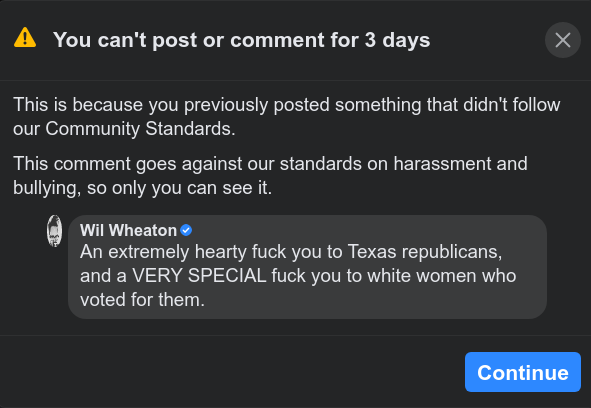 You can't post or comment for 3 days
This is because you previously posted something that didn't follow
our Community Standards.
This comment goes against our standards on harassment and
bullying, so only you can see it.
Wil Wheaton
An extremely hearty fuck you to Texas republicans,
and a VERY SPECIAL fuck you to white women who
voted for them.
Continue